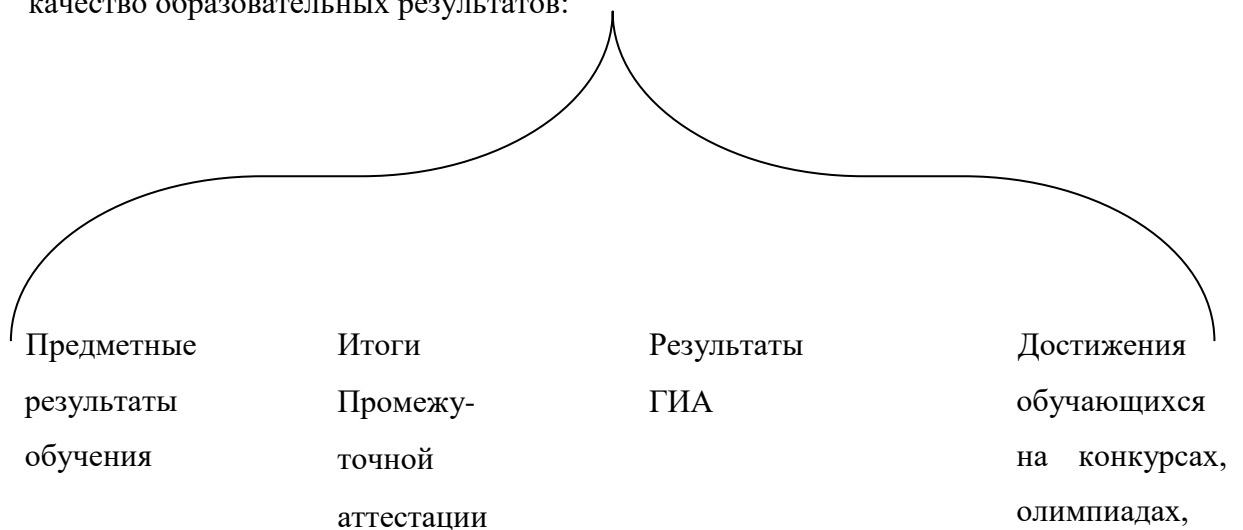 качество образовательных результатов:
Предметные
результаты
обучения
Итоги
Промежу-
точной
аттестации
Результаты
ГИА
Достижения
обучающихся
на конкурсах,
олимпиадах,